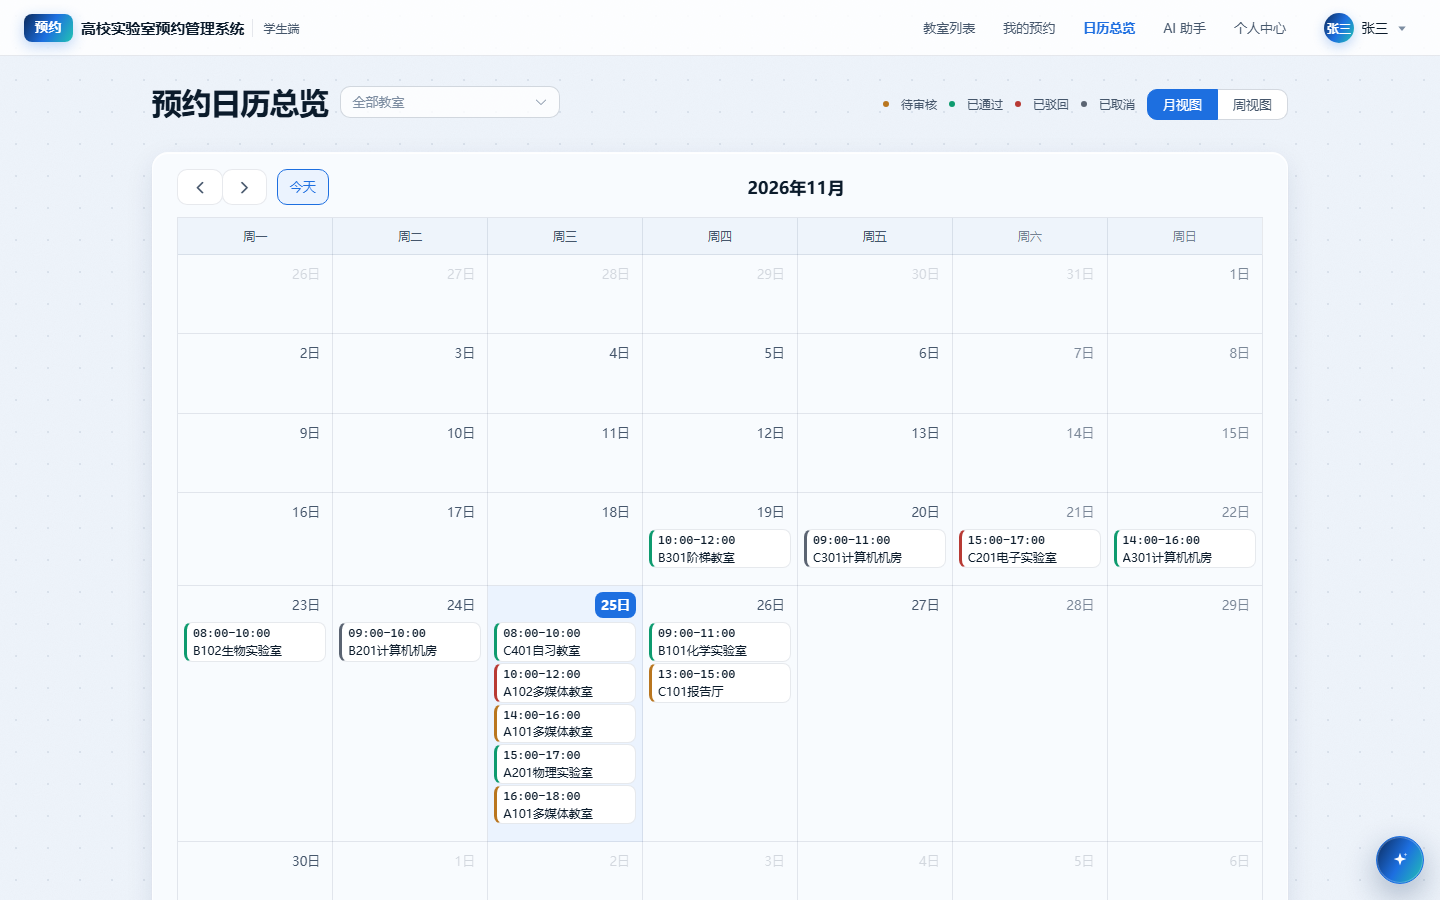 预约 高校实验室预约管理系统 学生端 教室列表 我的预约 日历总览 AI 助手 个人中心 张三 张三
预约日历总览 全部教室 待审核 已通过 已驳回 已取消 月视图 周视图
今天 2026年11月
周一 周二 周三 周四 周五 周六 周日
26日 27日 28日 29日 30日 31日 1日
2日 3日 4日 5日 6日 7日 8日
9日 10日 11日 12日 13日 14日 15日
16日 17日 18日 19日 20日 21日 22日
10:00-12:00
B301阶梯教室
09:00-11:00
C301计算机机房
15:00-17:00
C201电子实验室
14:00-16:00
A301计算机机房
23日 24日 25日 26日 27日 28日 29日
08:00-10:00
B102生物实验室
09:00-10:00
B201计算机机房
08:00-10:00
C401自习教室
10:00-12:00
A102多媒体教室
14:00-16:00
A101多媒体教室
15:00-17:00
A201物理实验室
16:00-18:00
A101多媒体教室
09:00-11:00
B101化学实验室
13:00-15:00
C101报告厅
30日 1日 2日 3日 4日 5日 6日